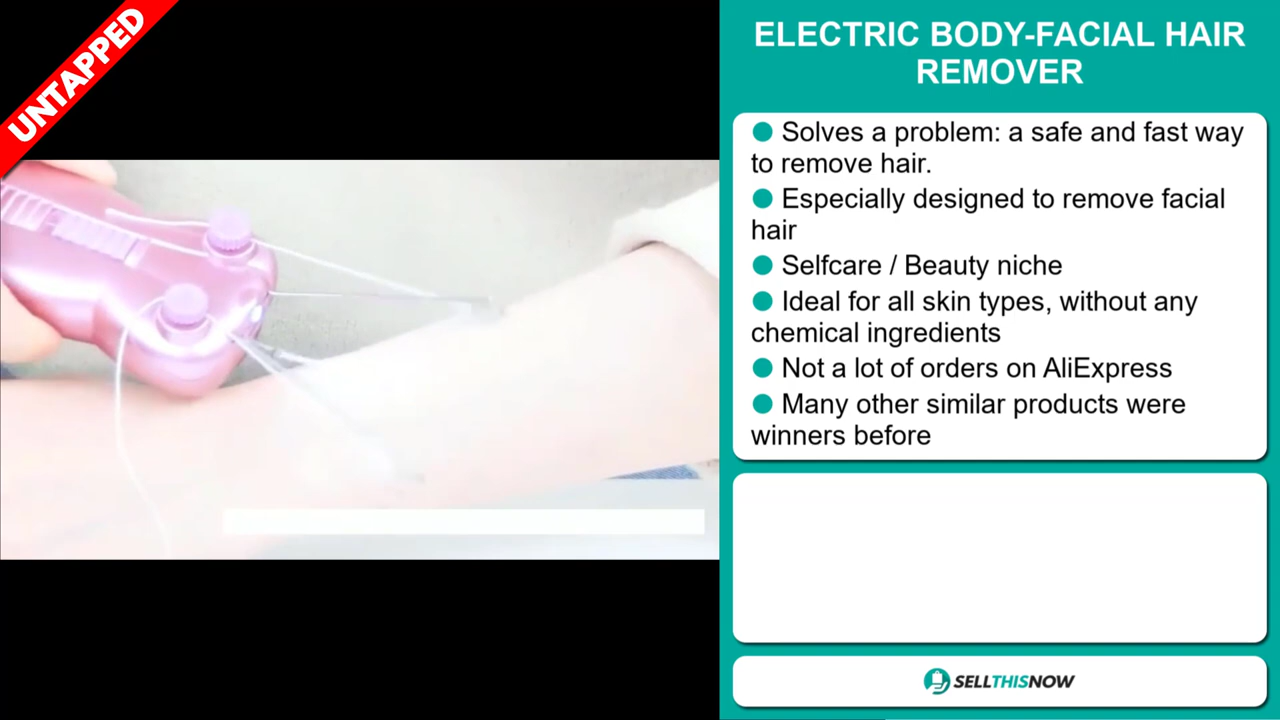 UNTAPPED
ELECTRIC BODY-FACIAL HAIR
REMOVER
● Solves a problem: a safe and fast way
to remove hair.
● Especially designed to remove facial
hair
● Selfcare / Beauty niche
● Ideal for all skin types, without any
chemical ingredients
● Not a lot of orders on AliExpress
● Many other similar products were
winners before
SELLTHISNOW